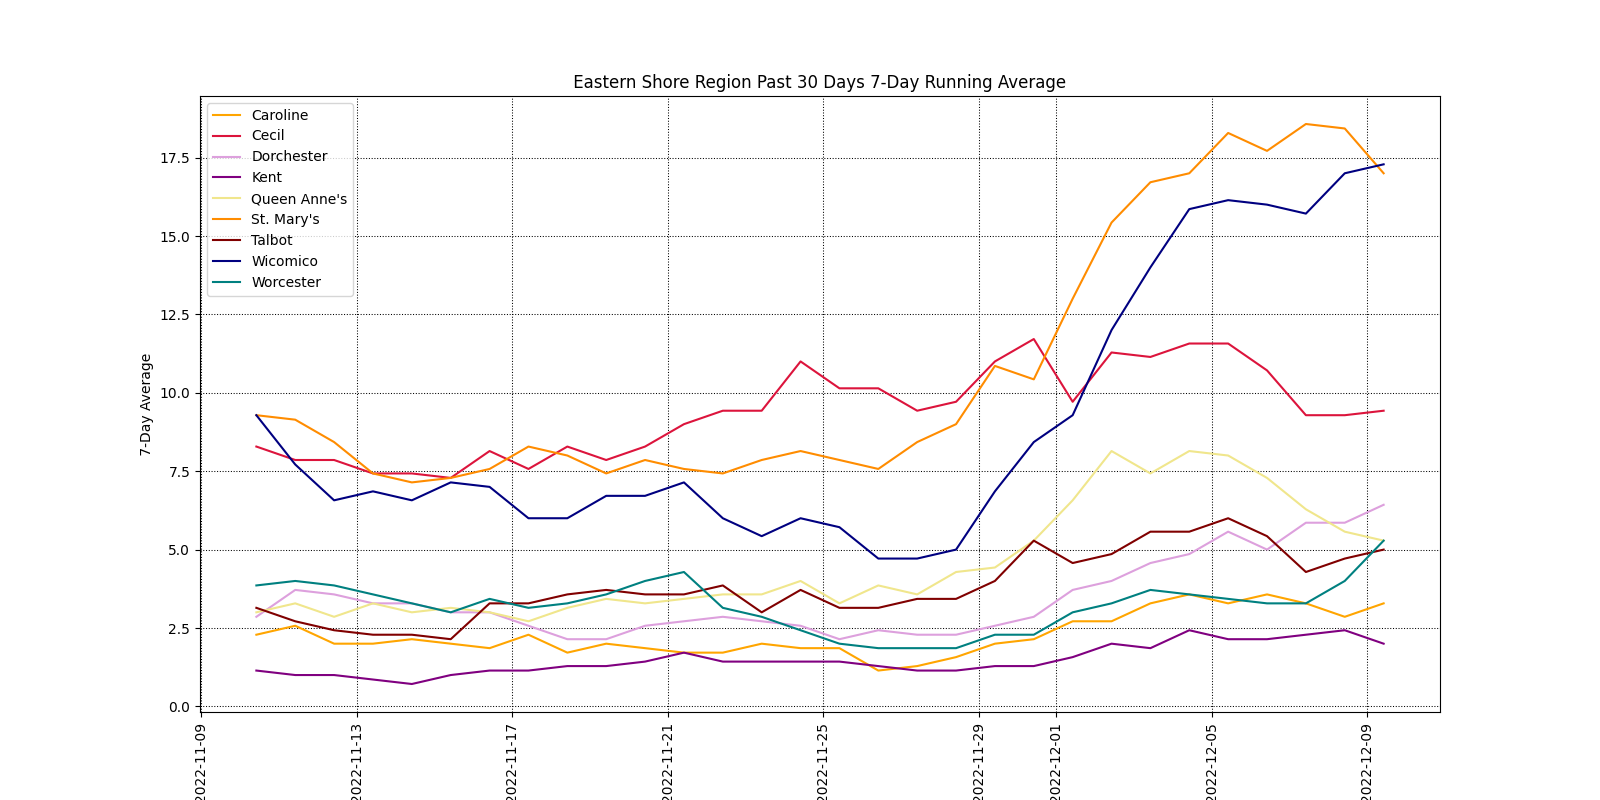 Eastern Shore Region Past 30 Days 7-Day Running Average
Caroline
Cecil
Dorchester
Kent
Queen Anne's
St. Mary's
Talbot
Wicomico
Worcester
7-Day Average
17.5
15.0
12.5
10.0
7.5
5.0
2.5
0.0
2022-11-09
2022-11-13
2022-11-17
2022-11-21
2022-11-25
2022-11-29
2022-12-01
2022-12-05
2022-12-09